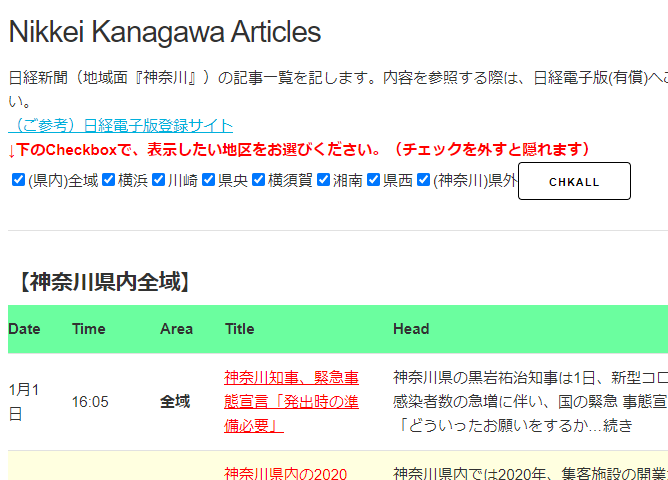 Nikkei Kanagawa Articles
日経新聞（地域面『神奈川』）の記事一覧を記します。内容を参照する際は、日経電子版(有償)へ
い。
（ご参考）日経電子版登録サイト
↓下のCheckboxで、表示したい地区をお選びください。（チェックを外すと隠れます）
(県内)全域 横浜 川崎 県央 横須賀 湘南 県西 (神奈川)県外 CHKALL
【神奈川県内全域】
Date Time Area Title Head
1月1
日
16:05
全域
神奈川知事、緊急事
態宣言「発出時の準
備必要」
神奈川県の黒岩祐治知事は1日、新型コロ
感染者数の急増に伴い、国の緊急 事態宣
「どういったお願いをするか...続き
神奈川県内の2020
神奈川県内では2020年、集客施設の開業